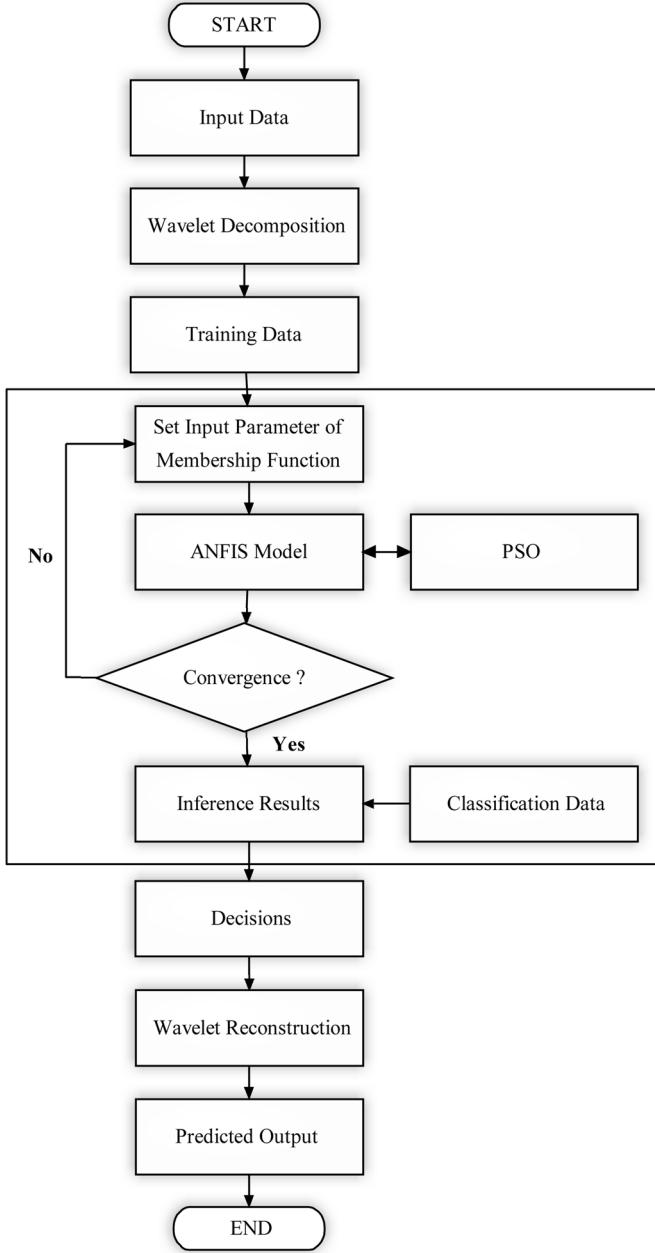 START
Input Data
Wavelet Decomposition
Training Data
Set Input Parameter of
Membership Function
No
ANFIS Model
PSO
Convergence ?
Yes
Inference Results
Classification Data
Decisions
Wavelet Reconstruction
Predicted Output
END